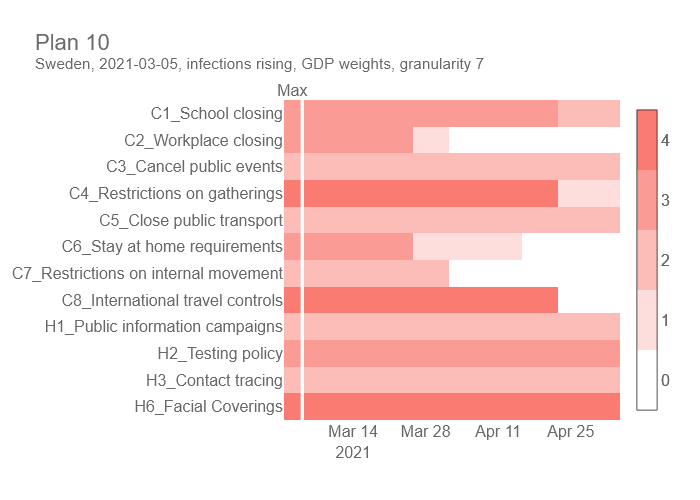 Plan 10
Sweden, 2021-03-05, infections rising, GDP weights, granularity 7
Max
C1_School closing
C2_Workplace closing
C3_Cancel public events
C4_Restrictions on gatherings
C5_Close public transport
C6_Stay at home requirements
C7_Restrictions on internal movement
C8_International travel controls
H1_Public information campaigns
H2_Testing policy
H3_Contact tracing
H6_Facial Coverings
4
3
2
1
0
Mar 14 Mar 28 Apr 11 Apr 25
2021